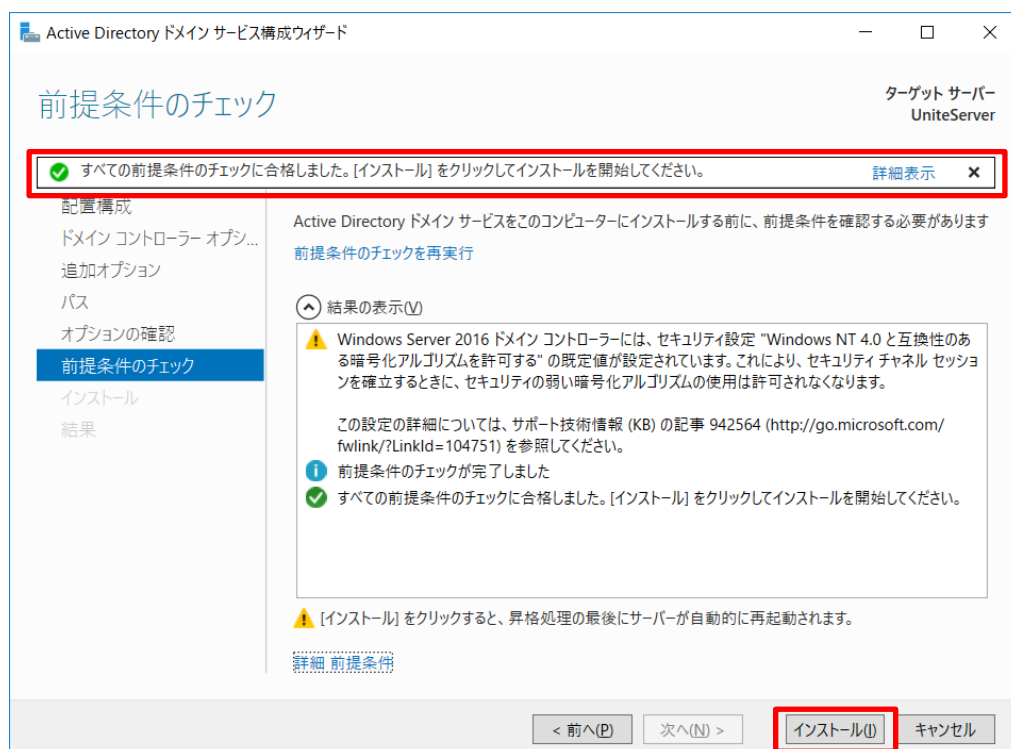 Active Directory ドメイン サービス構成ウィザード
前提条件のチェック
ターゲット サーバー
UniteServer
すべての前提条件のチェックに合格しました。[インストール] をクリックしてインストールを開始してください。
詳細表示
配置構成
ドメイン コントローラー オプシ...
追加オプション
パス
オプションの確認
前提条件のチェック
インストール
結果
Active Directory ドメイン サービスをこのコンピューターにインストールする前に、前提条件を確認する必要があります
前提条件のチェックを再実行
結果の表示(V)
Windows Server 2016 ドメイン コントローラーには、セキュリティ設定 "Windows NT 4.0 と互換性のあ
る暗号化アルゴリズムを許可する" の既定値が設定されています。これにより、セキュリティ チャネル セッショ
ンを確立するときに、セキュリティの弱い暗号化アルゴリズムの使用は許可されなくなります。
この設定の詳細については、サポート技術情報 (KB) の記事 942564 (http://go.microsoft.com/
fwlink/?LinkId=104751) を参照してください。
前提条件のチェックが完了しました
すべての前提条件のチェックに合格しました。[インストール] をクリックしてインストールを開始してください。
[インストール] をクリックすると、昇格処理の最後にサーバーが自動的に再起動されます。
詳細 前提条件
< 前へ(P)
次へ(N) >
インストール(I)
キャンセル